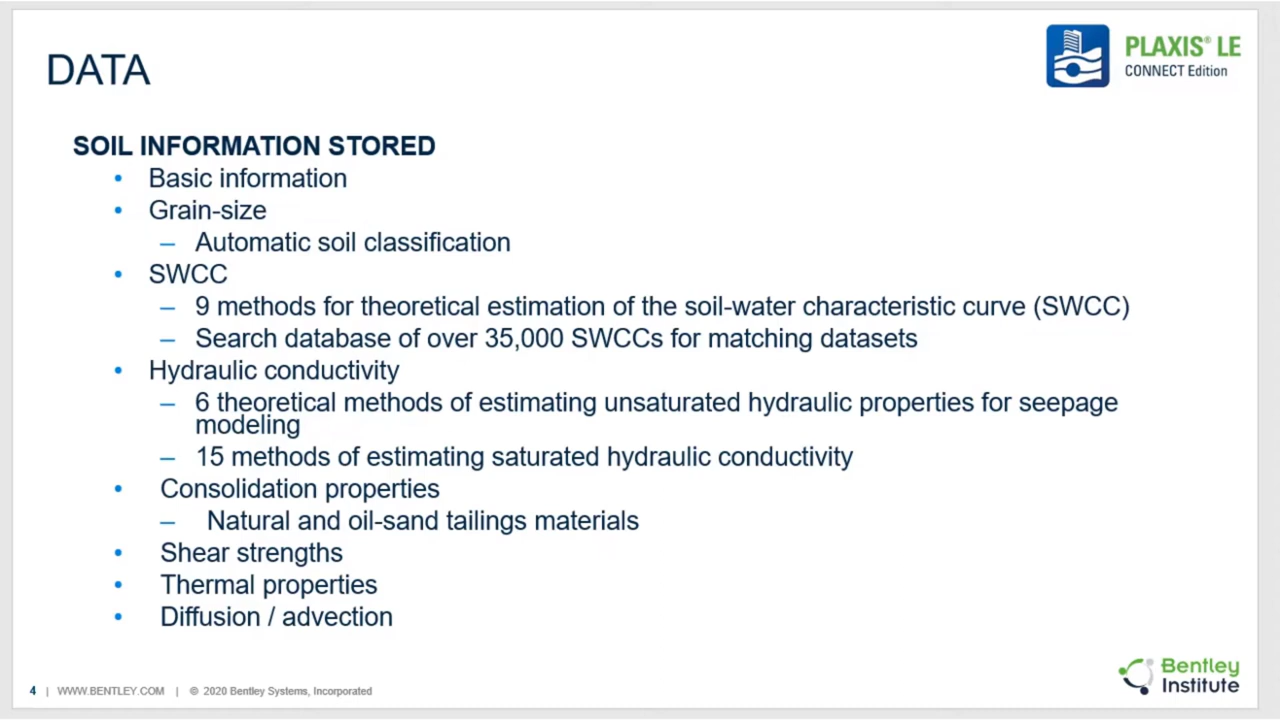 DATA
PLAXIS® LE
CONNECT Edition
SOIL INFORMATION STORED
• Basic information
• Grain-size
– Automatic soil classification
• SWCC
– 9 methods for theoretical estimation of the soil-water characteristic curve (SWCC)
– Search database of over 35,000 SWCCs for matching datasets
• Hydraulic conductivity
– 6 theoretical methods of estimating unsaturated hydraulic properties for seepage
modeling
– 15 methods of estimating saturated hydraulic conductivity
• Consolidation properties
– Natural and oil-sand tailings materials
• Shear strengths
• Thermal properties
• Diffusion / advection
4 | WWW.BENTLEY.COM | © 2020 Bentley Systems, Incorporated
Bentley
Institute